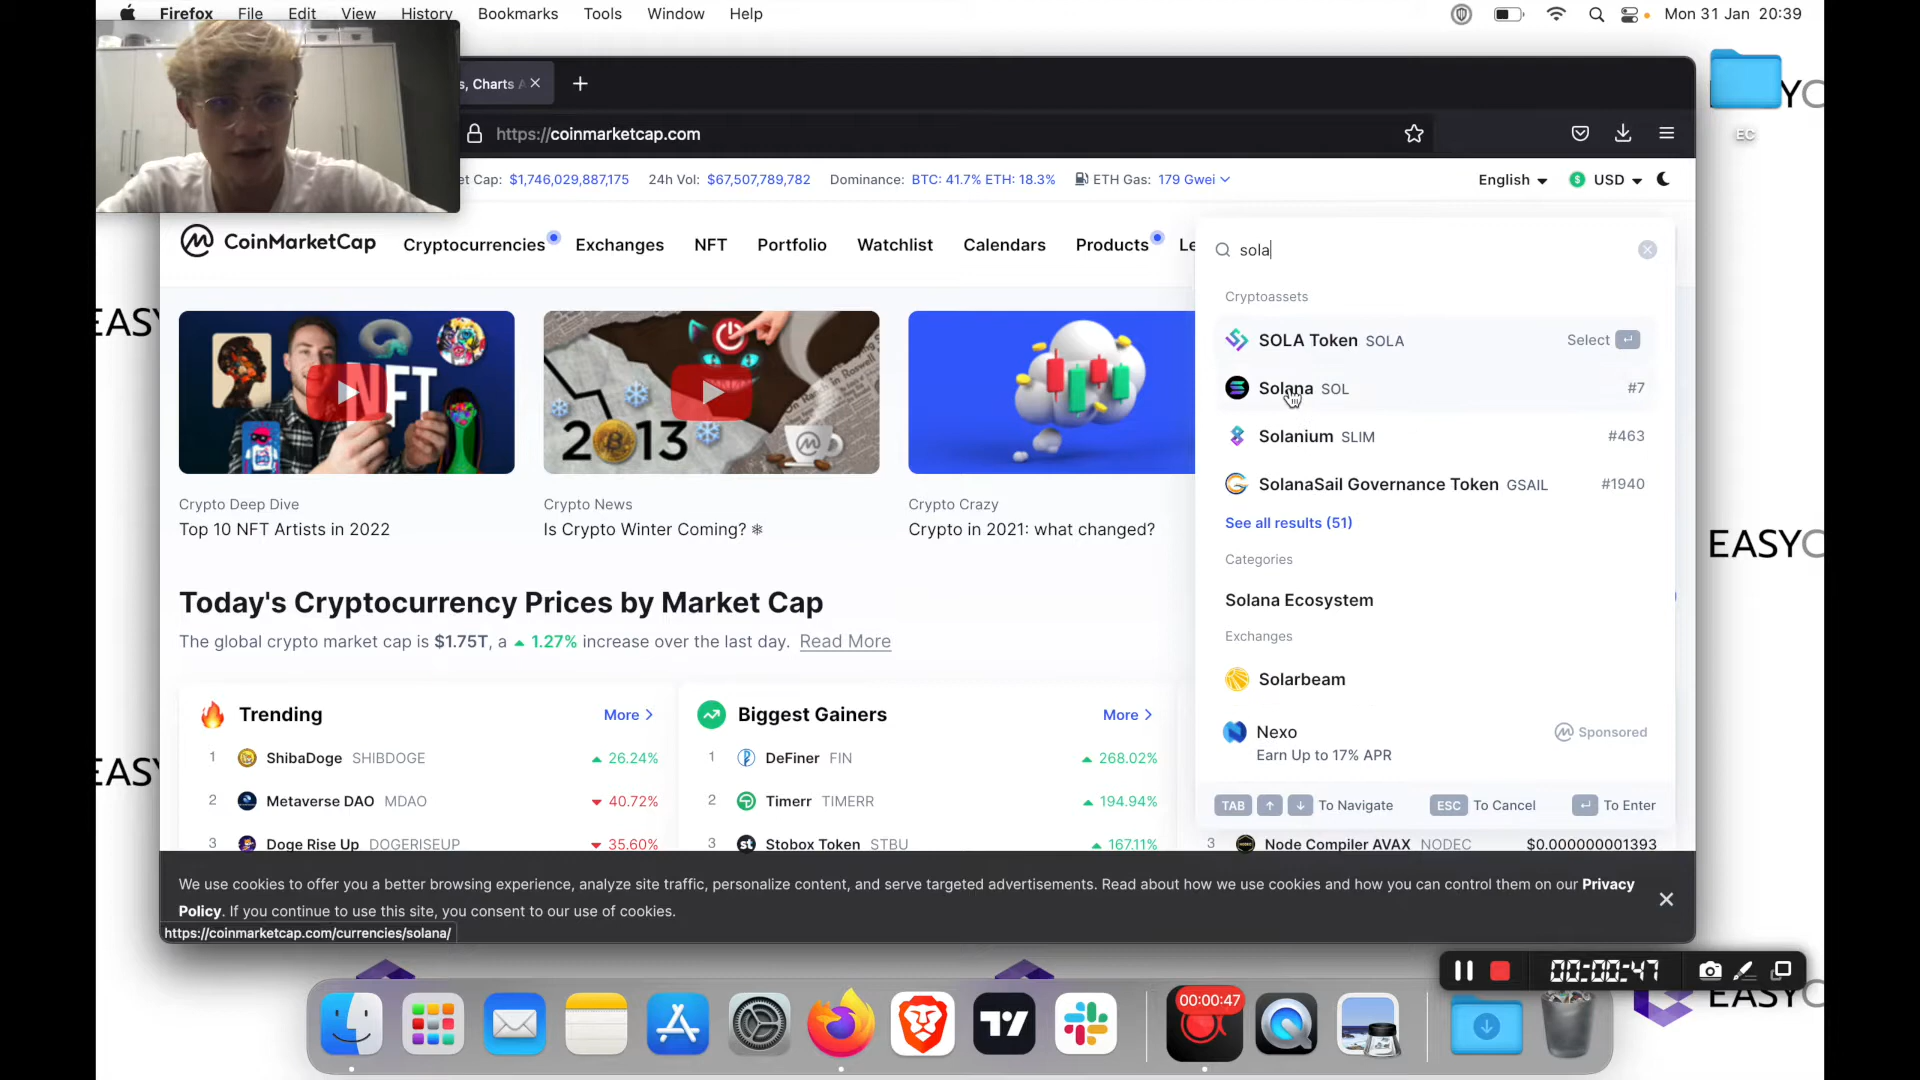 Firefox File Edit View History Bookmarks Tools Window Help Mon 31 Jan 20:39
s, Charts
https://coinmarketcap.com
EC
et Cap: $1,746,029,887,175 24h Vol: $67,507,789,782 Dominance: BTC: 41.7% ETH: 18.3% ETH Gas: 179 Gwei English USD
CoinMarketCap Cryptocurrencies Exchanges NFT Portfolio Watchlist Calendars Products Le
sola
Cryptoassets
SOLA Token SOLA Select
Solana SOL #7
Solanium SLIM #463
SolanaSail Governance Token GSAIL #1940
See all results (51)
Categories
Solana Ecosystem
Exchanges
Solarbeam
Nexo Sponsored
Earn Up to 17% APR
TAB ↑ ↓ To Navigate ESC To Cancel To Enter
NFT
2013
Crypto Deep Dive
Top 10 NFT Artists in 2022
Crypto News
Is Crypto Winter Coming? ❄
Crypto Crazy
Crypto in 2021: what changed?
Today's Cryptocurrency Prices by Market Cap
The global crypto market cap is $1.75T, a 1.27% increase over the last day. Read More
Trending More
1 ShibaDoge SHIBDOGE 26.24%
2 Metaverse DAO MDAO 40.72%
3 Doge Rise Up DOGERISEUP 35.60%
Biggest Gainers More
1 DeFiner FIN 268.02%
2 Timerr TIMERR 194.94%
3 Stobox Token STBU 167.11%
3 Node Compiler AVAX NODEC $0.000000001393
We use cookies to offer you a better browsing experience, analyze site traffic, personalize content, and serve targeted advertisements. Read about how we use cookies and how you can control them on our Privacy
Policy. If you continue to use this site, you consent to our use of cookies.
https://coinmarketcap.com/currencies/solana/
00:00:47
00:00:47
EASY
EASY
EASYC
EASYC